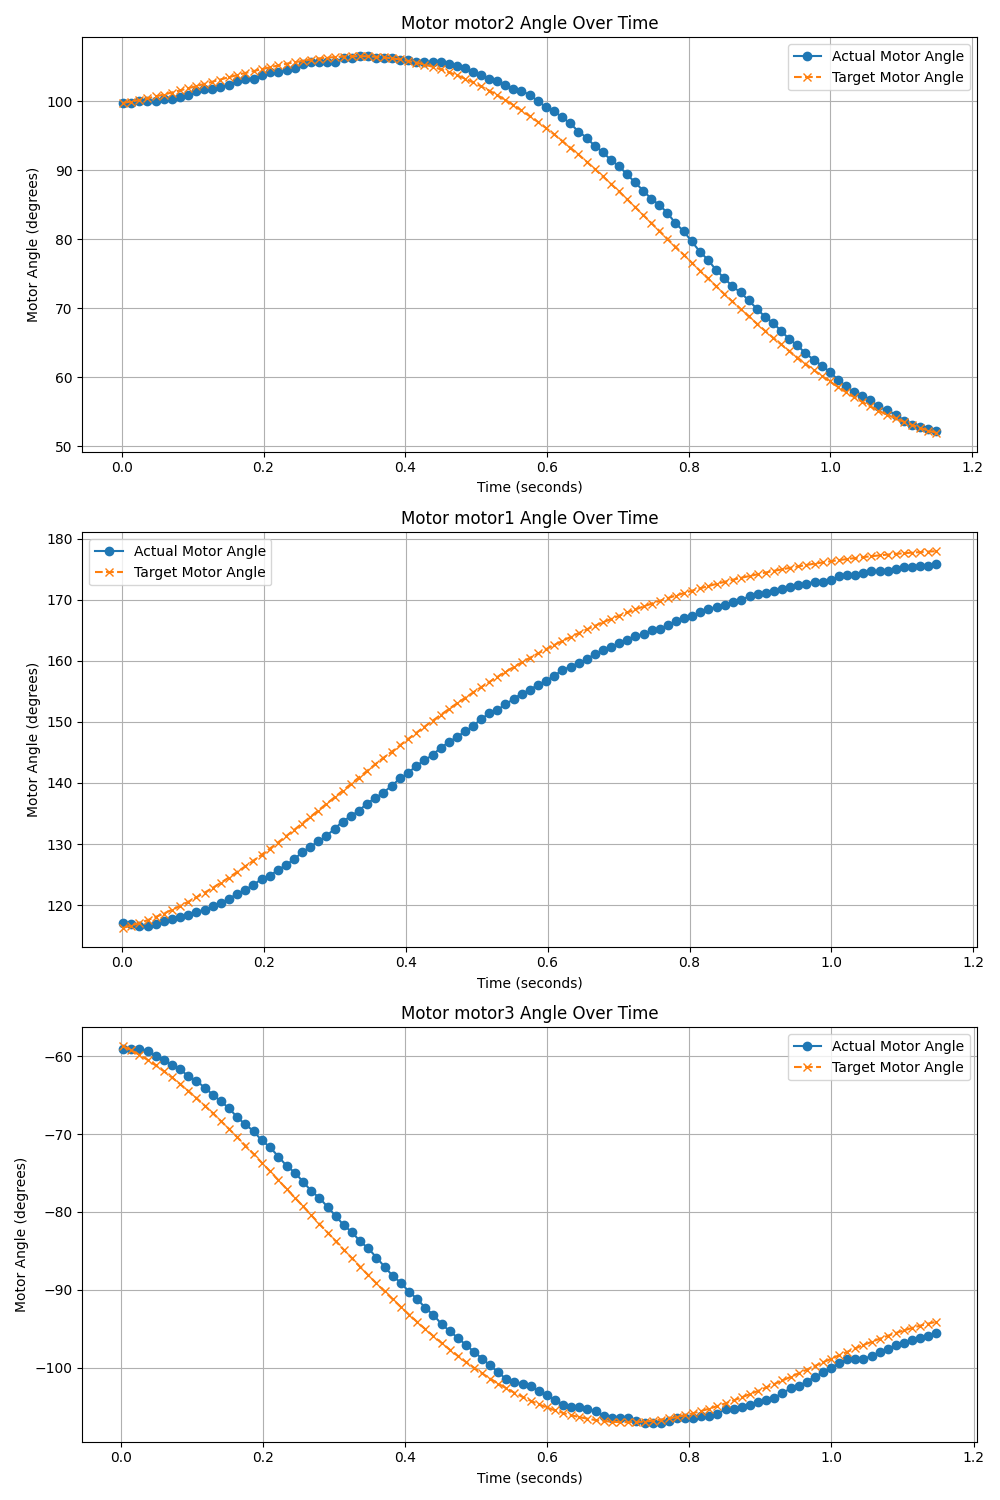 Motor motor2 Angle Over Time
Actual Motor Angle
Target Motor Angle
Motor Angle (degrees)
100
90
80
70
60
50
0.0 0.2 0.4 0.6 0.8 1.0 1.2
Time (seconds)
Motor motor1 Angle Over Time
Actual Motor Angle
Target Motor Angle
Motor Angle (degrees)
180
170
160
150
140
130
120
0.0 0.2 0.4 0.6 0.8 1.0 1.2
Time (seconds)
Motor motor3 Angle Over Time
Actual Motor Angle
Target Motor Angle
Motor Angle (degrees)
−60
−70
−80
−90
−100
0.0 0.2 0.4 0.6 0.8 1.0 1.2
Time (seconds)